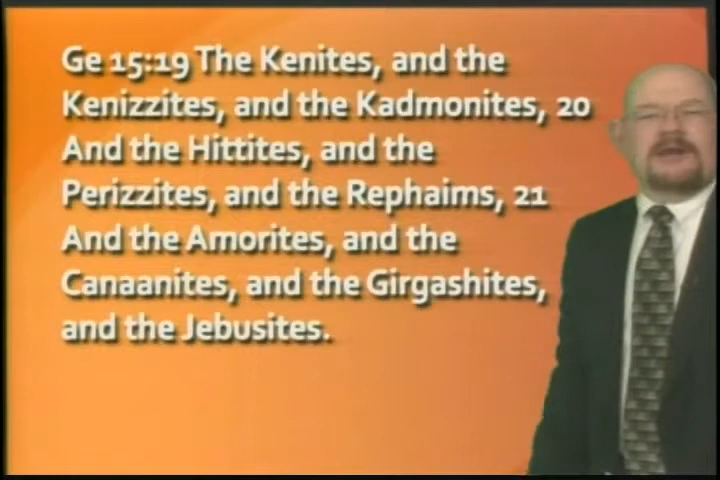 Ge 15:19 The Kenites, and the
Kenizzites, and the Kadmonites, 20
And the Hittites, and the
Perizzites, and the Rephaims, 21
And the Amorites, and the
Canaanites, and the Girgashites,
and the Jebusites.